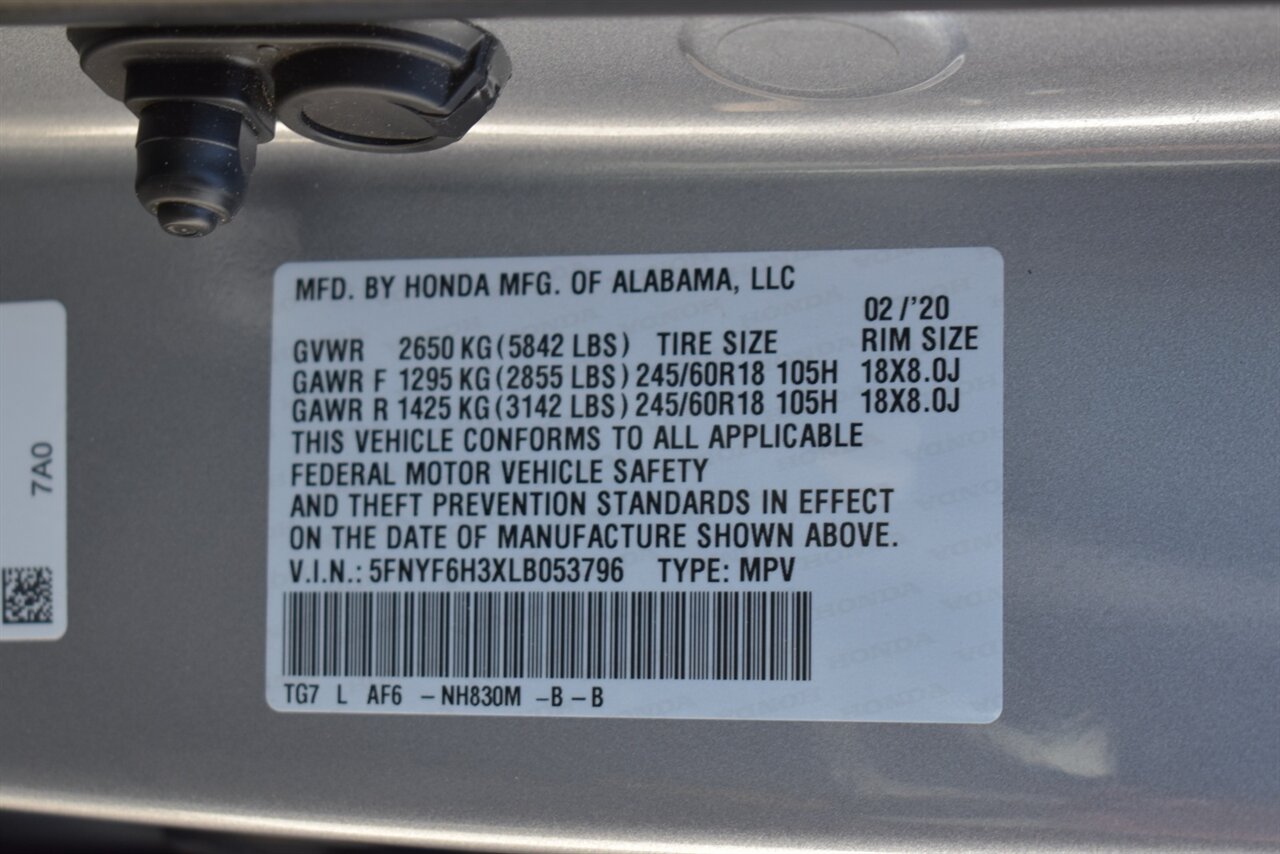 MFD. BY HONDA MFG. OF ALABAMA, LLC
02 /'20
GVWR 2650 KG (5842 LBS) TIRE SIZE RIM SIZE
GAWR F 1295 KG (2855 LBS) 245/60R18 105H 18X8.0J
GAWR R 1425 KG (3142 LBS) 245/60R18 105H 18X8.0J
THIS VEHICLE CONFORMS TO ALL APPLICABLE
FEDERAL MOTOR VEHICLE SAFETY
AND THEFT PREVENTION STANDARDS IN EFFECT
ON THE DATE OF MANUFACTURE SHOWN ABOVE.
V.I.N.: 5FNYF6H3XLB053796 TYPE: MPV
TG7 L AF6 - NH830M - B - B
7A0